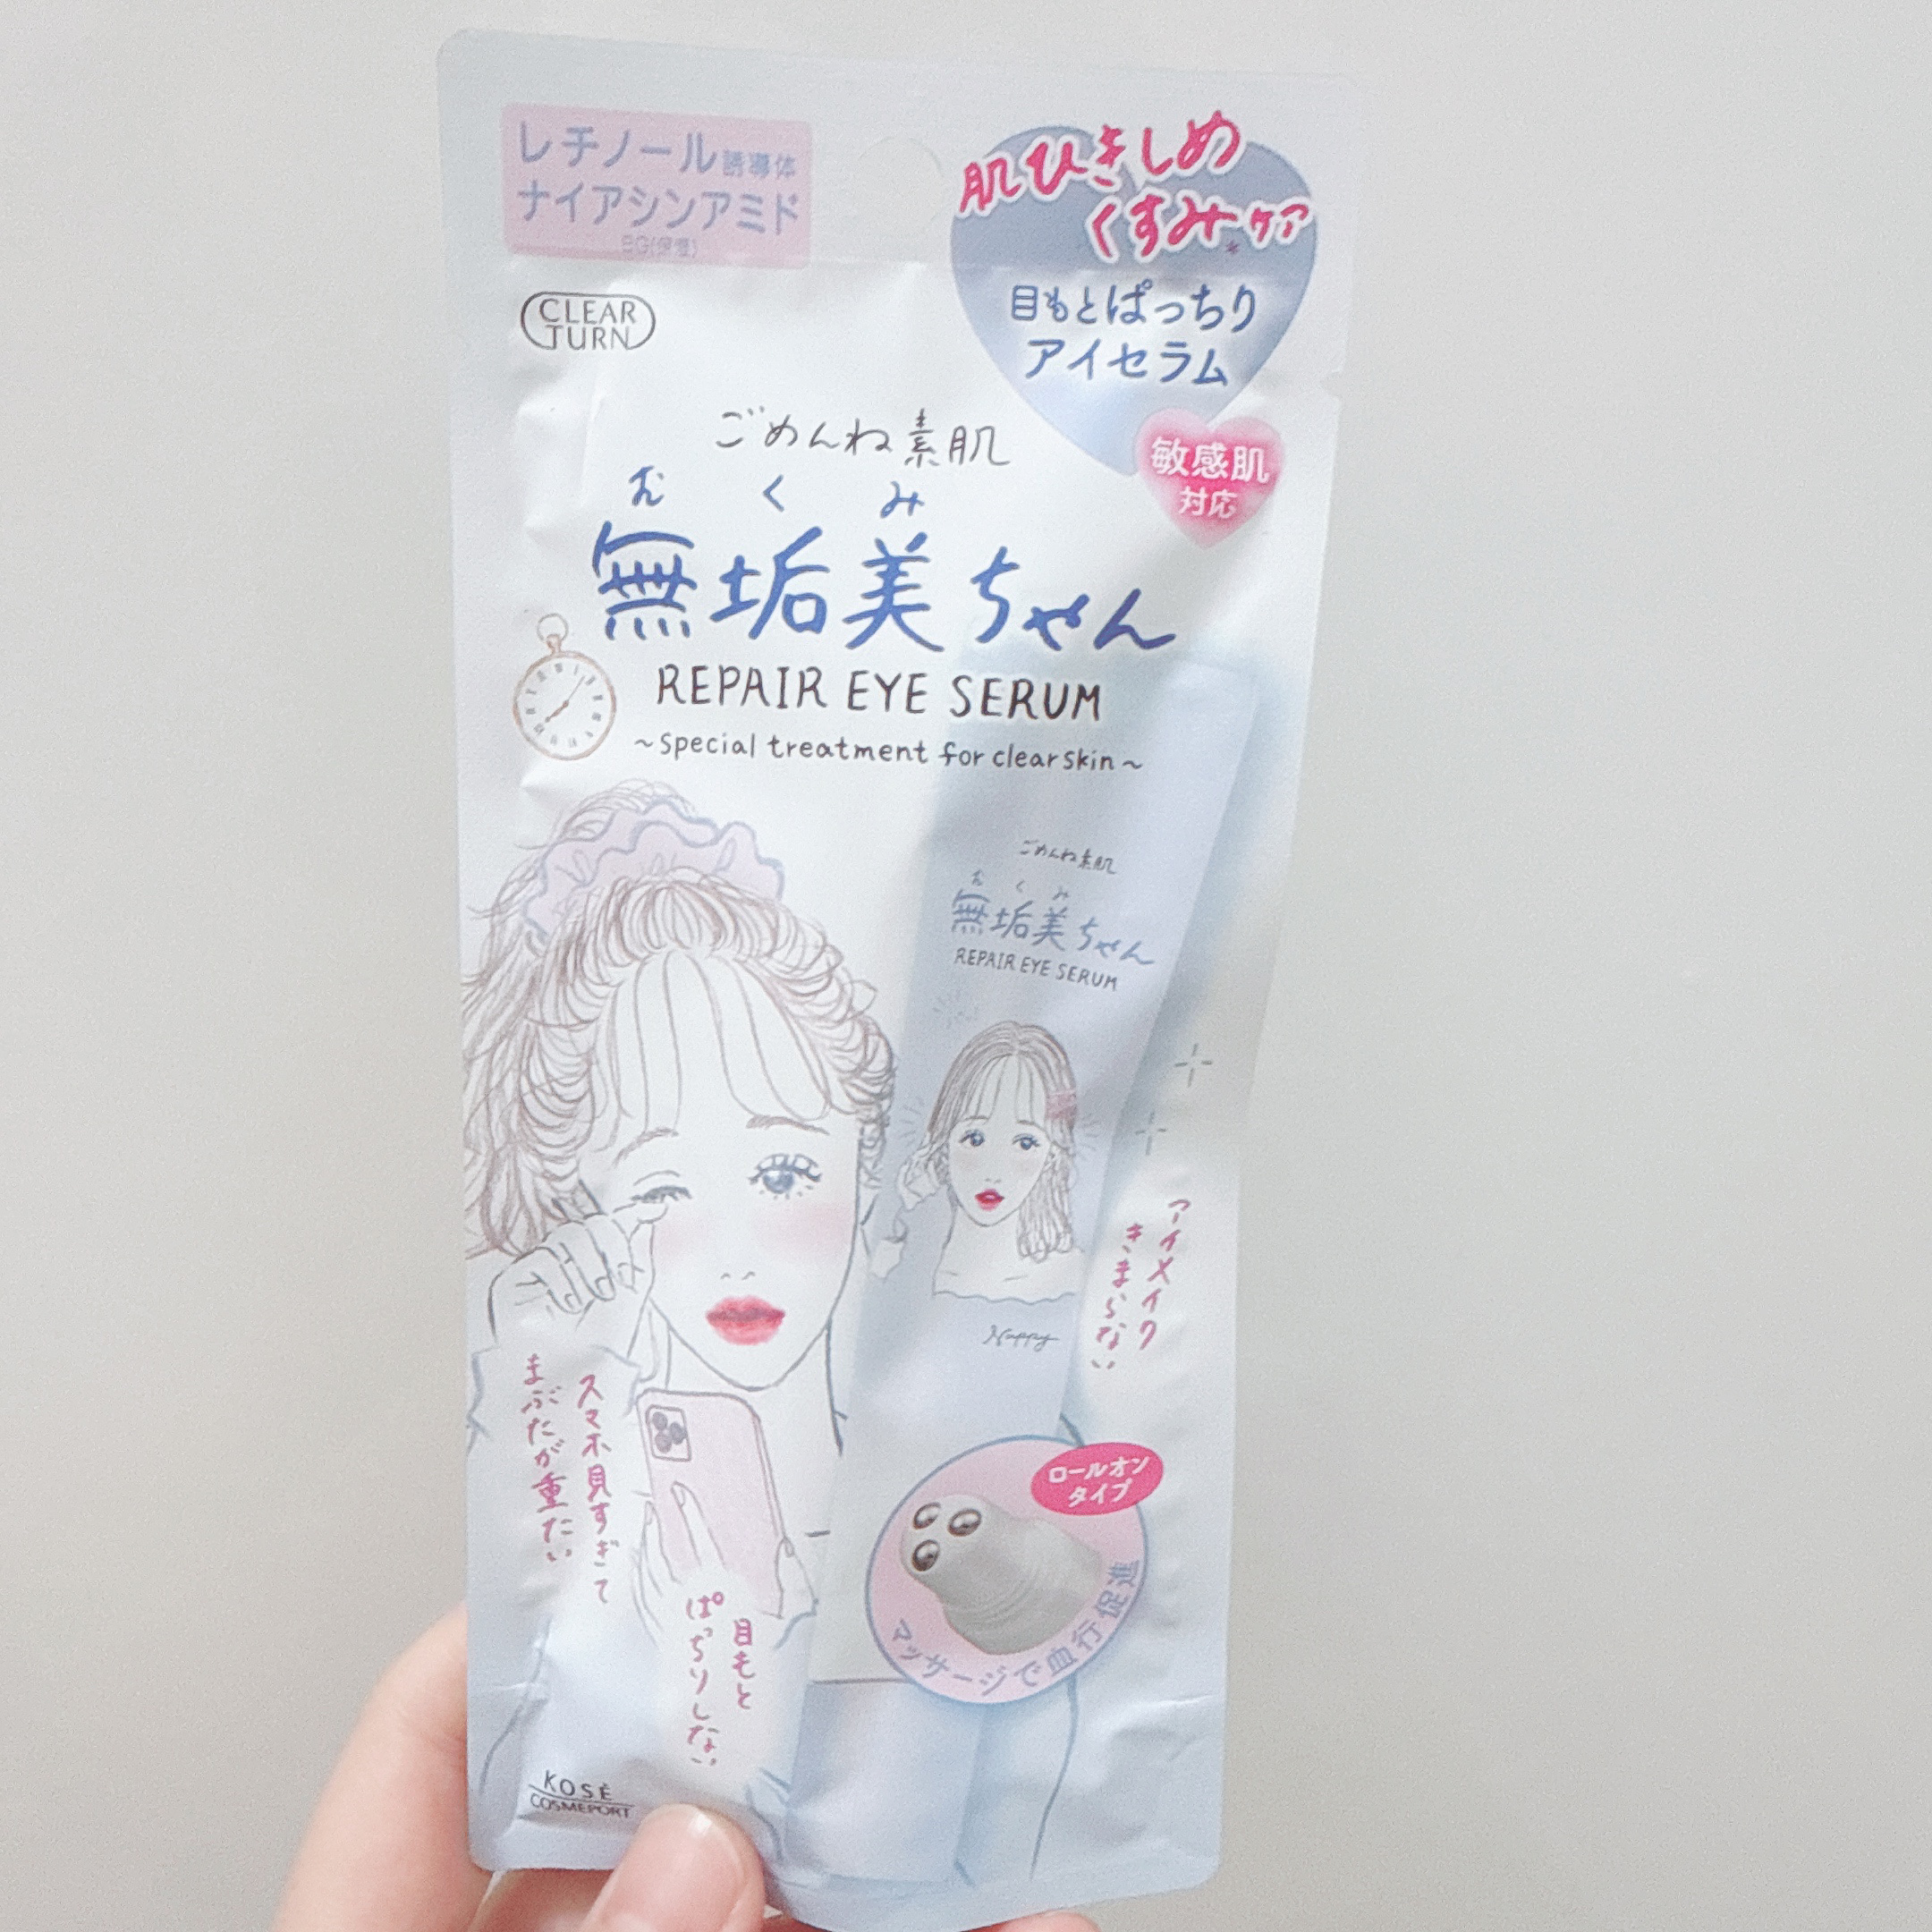 レチノール誘導体
ナイアシンアミド
BG(保湿)
肌ひきしめ
くすみ*ケア
目もとぱっちり
アイセラム
敏感肌
対応
CLEAR
TURN
ごめんね素肌
むくみ
無垢美ちゃん
REPAIR EYE SERUM
~special treatment for clear skin~
ごめんね素肌
むくみ
無垢美ちゃん
REPAIR EYE SERUM
Nuppy
アイメイク
きまらない
スマホ見すぎて
まぶたが重たい
目もと
ぱっちりしない
ロールオン
タイプ
マッサージで血行促進
KOSÉ
COSMEPORT